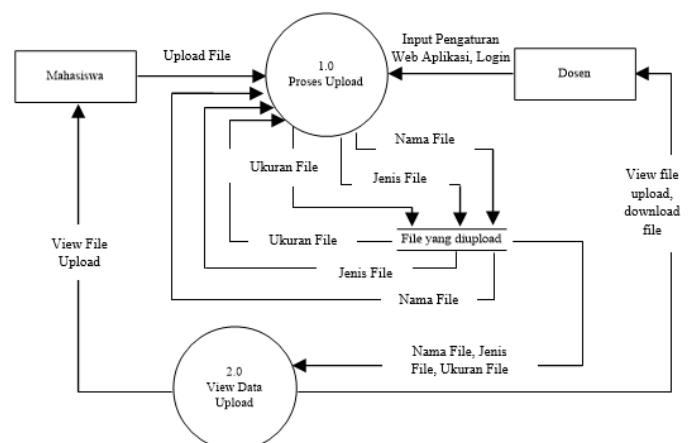 Upload File
1.0
Proses Upload
Input Pengaturan
Web Aplikasi, Login
Mahasiswa
Dosen
Nama File
Ukuran File
Jenis File
View file
upload,
download
file
View File
Upload
Ukuran File
File yang diupload
Jenis File
Nama File
Nama File, Jenis
File, Ukuran File
2.0
View Data
Upload